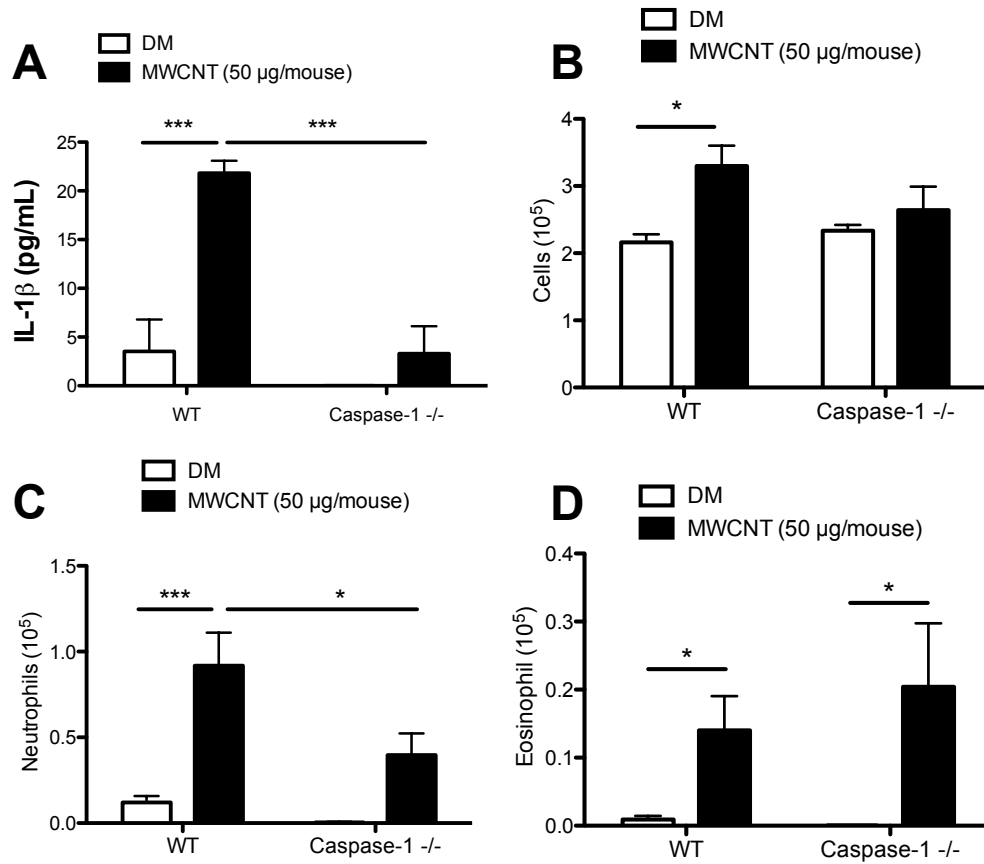 A
DM
MWCNT (50 µg/mouse)
*** ***
IL-1β (pg/mL)
25
20
15
10
5
0
WT Caspase-1 -/-
B
DM
MWCNT (50 µg/mouse)
*
Cells (10⁵)
4
3
2
1
0
WT Caspase-1 -/-
C
DM
MWCNT (50 µg/mouse)
*** *
Neutrophils (10⁵)
1.5
1.0
0.5
0.0
WT Caspase-1 -/-
D
DM
MWCNT (50 µg/mouse)
* *
Eosinophil (10⁵)
0.4
0.3
0.2
0.1
0.0
WT Caspase-1 -/-